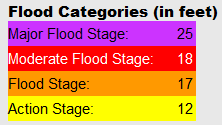 Flood Categories (in feet)
Major Flood Stage: 25
Moderate Flood Stage: 18
Flood Stage: 17
Action Stage: 12